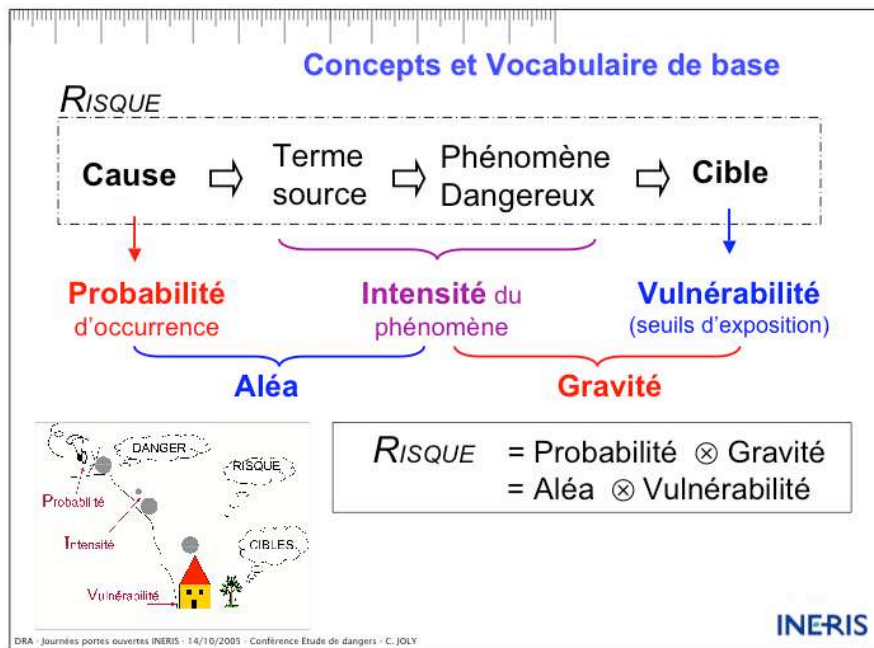 Concepts et Vocabulaire de base
RISQUE
Cause
Terme
source
Phénomène
Dangereux
Cible
Probabilité
d'occurrence
Intensité du
phénomène
Vulnérabilité
(seuils d'exposition)
Aléa
Gravité
DANGER
RISQUE
Probabilité
Intensité
CIBLES
Vulnérabilité
RISQUE = Probabilité ⊗ Gravité
= Aléa ⊗ Vulnérabilité
DRA - Journées portes ouvertes INERIS - 14/10/2005 - Conférence Etude de dangers - C. JOLY
INERIS